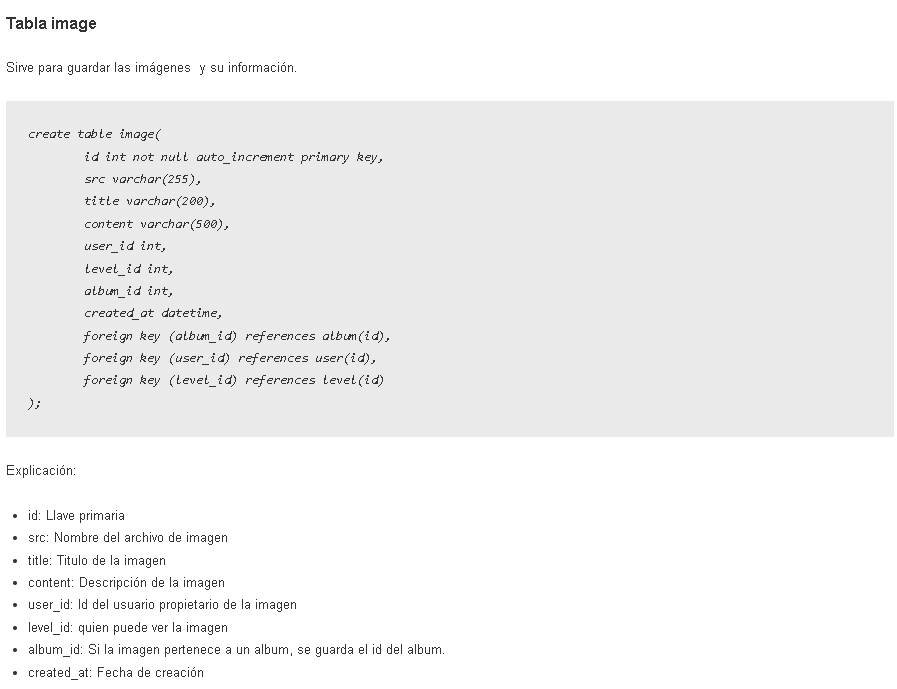 Tabla image
Sirve para guardar las imágenes  y su información.
create table image(
id int not null auto_increment primary key,
src varchar(255),
title varchar(200),
content varchar(500),
user_id int,
level_id int,
album_id int,
created_at datetime,
foreign key (album_id) references album(id),
foreign key (user_id) references user(id),
foreign key (level_id) references level(id)
);
Explicación:
• id: Llave primaria
• src: Nombre del archivo de imagen
• title: Titulo de la imagen
• content: Descripción de la imagen
• user_id: Id del usuario propietario de la imagen
• level_id: quien puede ver la imagen
• album_id: Si la imagen pertenece a un album, se guarda el id del album.
• created_at: Fecha de creación